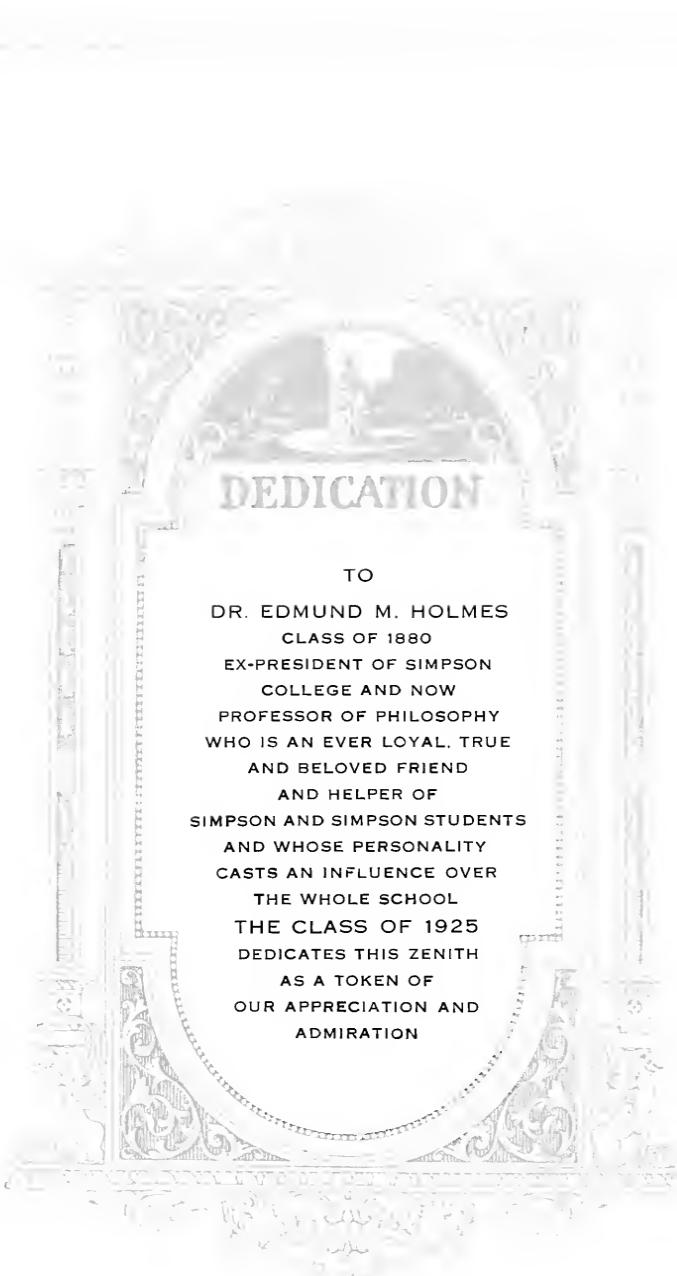 DEDICATION
TO
DR. EDMUND M. HOLMES
CLASS OF 1880
EX-PRESIDENT OF SIMPSON
COLLEGE AND NOW
PROFESSOR OF PHILOSOPHY
WHO IS AN EVER LOYAL, TRUE
AND BELOVED FRIEND
AND HELPER OF
SIMPSON AND SIMPSON STUDENTS
AND WHOSE PERSONALITY
CASTS AN INFLUENCE OVER
THE WHOLE SCHOOL
THE CLASS OF 1925
DEDICATES THIS ZENITH
AS A TOKEN OF
OUR APPRECIATION AND
ADMIRATION